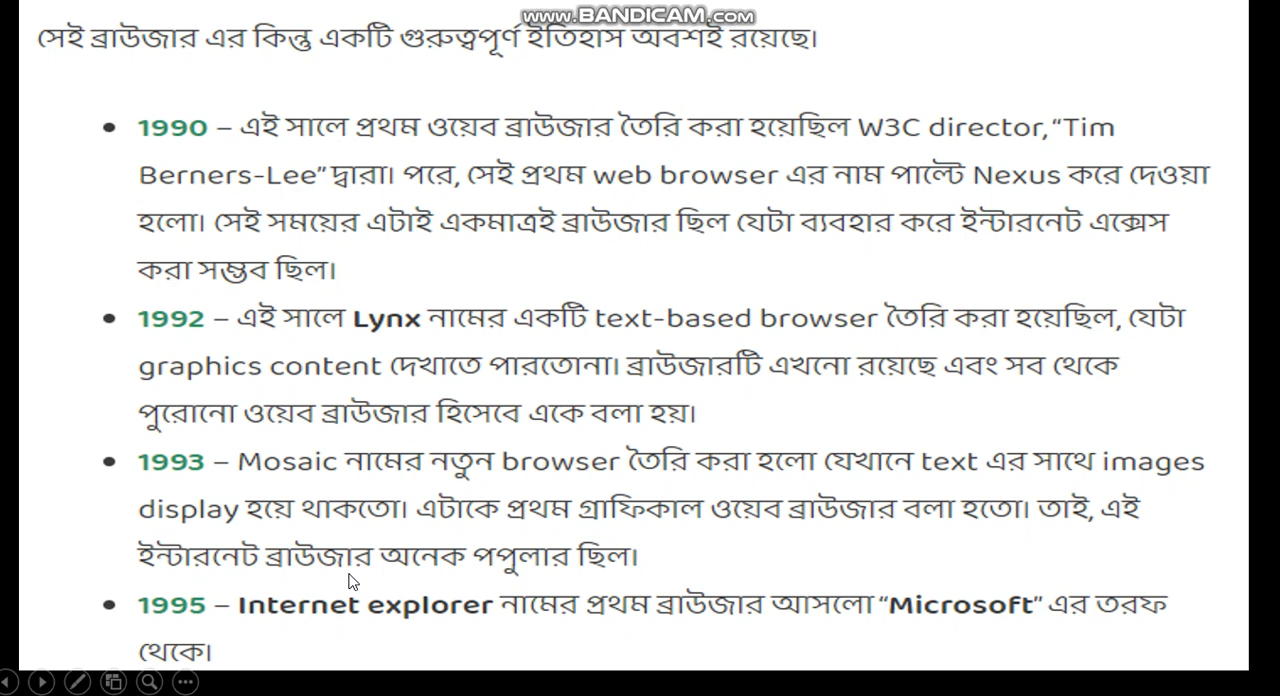 www.BANDICAM.com
সেই ব্রাউজার এর কিন্তু একটি গুরুত্বপূর্ণ ইতিহাস অবশই রয়েছে।
1990 – এই সালে প্রথম ওয়েব ব্রাউজার তৈরি করা হয়েছিল W3C director, “Tim
Berners-Lee” দ্বারা। পরে, সেই প্রথম web browser এর নাম পাল্টে Nexus করে দেওয়া
হলো। সেই সময়ের এটাই একমাত্রই ব্রাউজার ছিল যেটা ব্যবহার করে ইন্টারনেট এক্সেস
করা সম্ভব ছিল।
1992 – এই সালে Lynx নামের একটি text-based browser তৈরি করা হয়েছিল, যেটা
graphics content দেখাতে পারতোনা। ব্রাউজারটি এখনো রয়েছে এবং সব থেকে
পুরোনো ওয়েব ব্রাউজার হিসেবে একে বলা হয়।
1993 – Mosaic নামের নতুন browser তৈরি করা হলো যেখানে text এর সাথে images
display হয়ে থাকতো। এটাকে প্রথম গ্রাফিকাল ওয়েব ব্রাউজার বলা হতো। তাই, এই
ইন্টারনেট ব্রাউজার অনেক পপুলার ছিল।
1995 – Internet explorer নামের প্রথম ব্রাউজার আসলো “Microsoft” এর তরফ
থেকে।